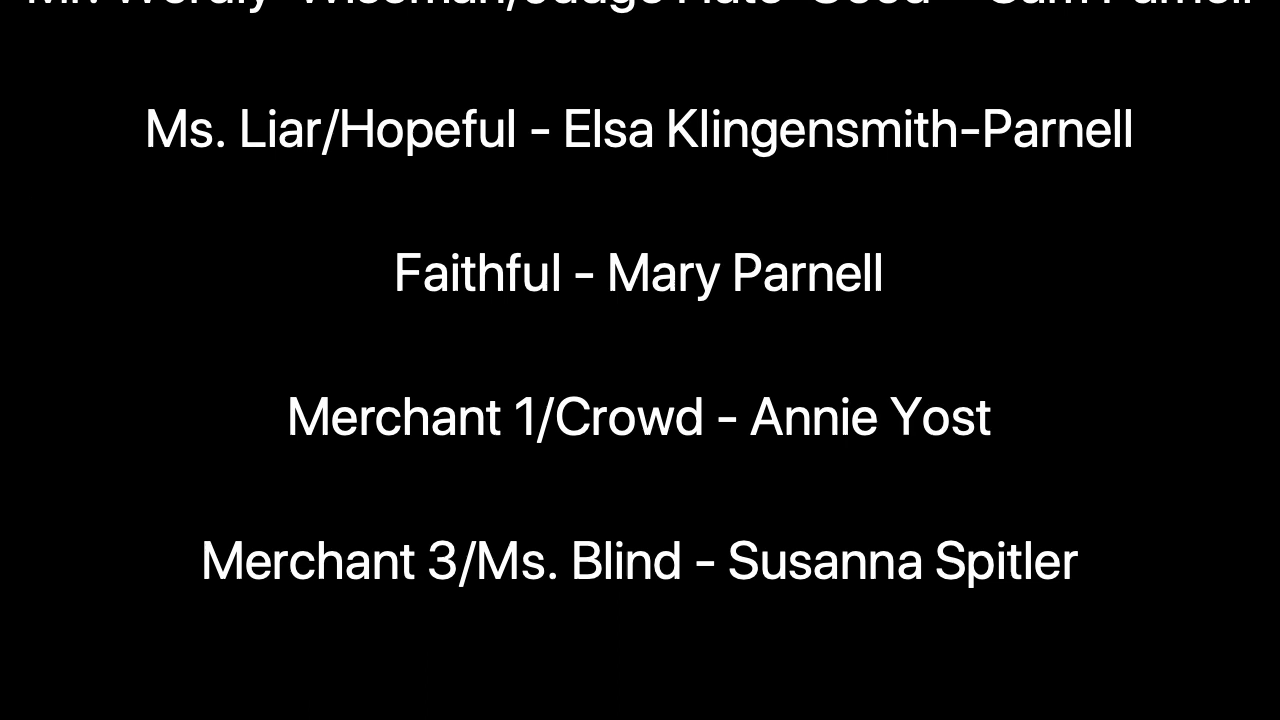 Ms. Liar/Hopeful - Elsa Klingensmith-Parnell
Faithful - Mary Parnell
Merchant 1/Crowd - Annie Yost
Merchant 3/Ms. Blind - Susanna Spitler